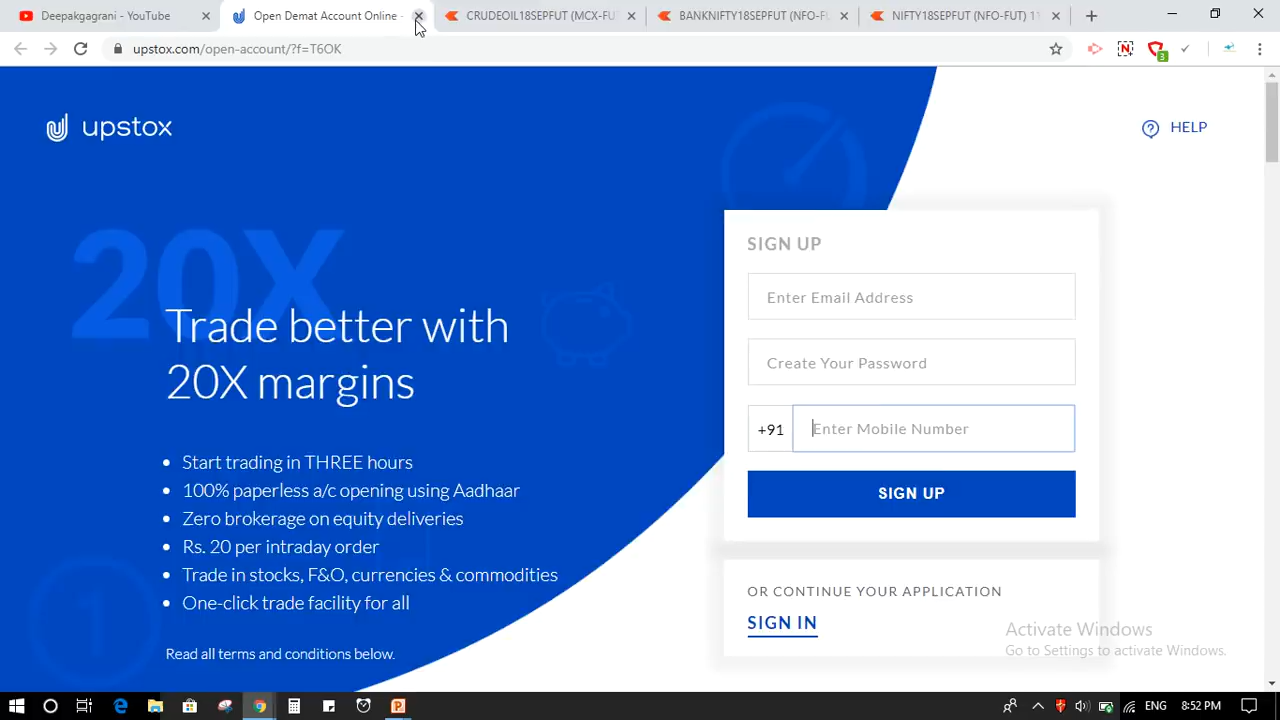 Deepakgagrani - YouTube
Open Demat Account Online -
CRUDEOIL18SEPFUT (MCX-FU
BANKNIFTY18SEPFUT (NFO-FU
NIFTY18SEPFUT (NFO-FUT) 11
upstox.com/open-account/?f=T6OK
3
upstox
HELP
20X
Trade better with
20X margins
Start trading in THREE hours
100% paperless a/c opening using Aadhaar
Zero brokerage on equity deliveries
Rs. 20 per intraday order
Trade in stocks, F&O, currencies & commodities
One-click trade facility for all
1
Read all terms and conditions below.
SIGN UP
Enter Email Address
Create Your Password
+91
Enter Mobile Number
SIGN UP
OR CONTINUE YOUR APPLICATION
SIGN IN
Activate Windows
Go to Settings to activate Windows.
ENG
8:52 PM